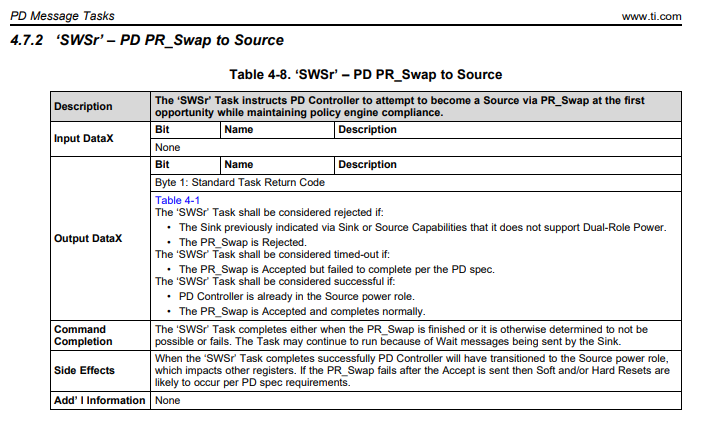 PD Message Tasks
www.ti.com
4.7.2 ‘SWSr’ – PD PR_Swap to Source
Table 4-8. ‘SWSr’ – PD PR_Swap to Source
Description
The ‘SWSr’ Task instructs PD Controller to attempt to become a Source via PR_Swap at the first
opportunity while maintaining policy engine compliance.
Input DataX
Bit Name Description
None
Output DataX
Bit Name Description
Byte 1: Standard Task Return Code
Table 4-1
The ‘SWSr’ Task shall be considered rejected if:
• The Sink previously indicated via Sink or Source Capabilities that it does not support Dual-Role Power.
• The PR_Swap is Rejected.
The ‘SWSr’ Task shall be considered timed-out if:
• The PR_Swap is Accepted but failed to complete per the PD spec.
The ‘SWSr’ Task shall be considered successful if:
• PD Controller is already in the Source power role.
• The PR_Swap is Accepted and completes normally.
Command
Completion
The ‘SWSr’ Task completes either when the PR_Swap is finished or it is otherwise determined to not be
possible or fails. The Task may continue to run because of Wait messages being sent by the Sink.
Side Effects
When the ‘SWSr’ Task completes successfully PD Controller will have transitioned to the Source power role,
which impacts other registers. If the PR_Swap fails after the Accept is sent then Soft and/or Hard Resets are
likely to occur per PD spec requirements.
Add’ l Information None